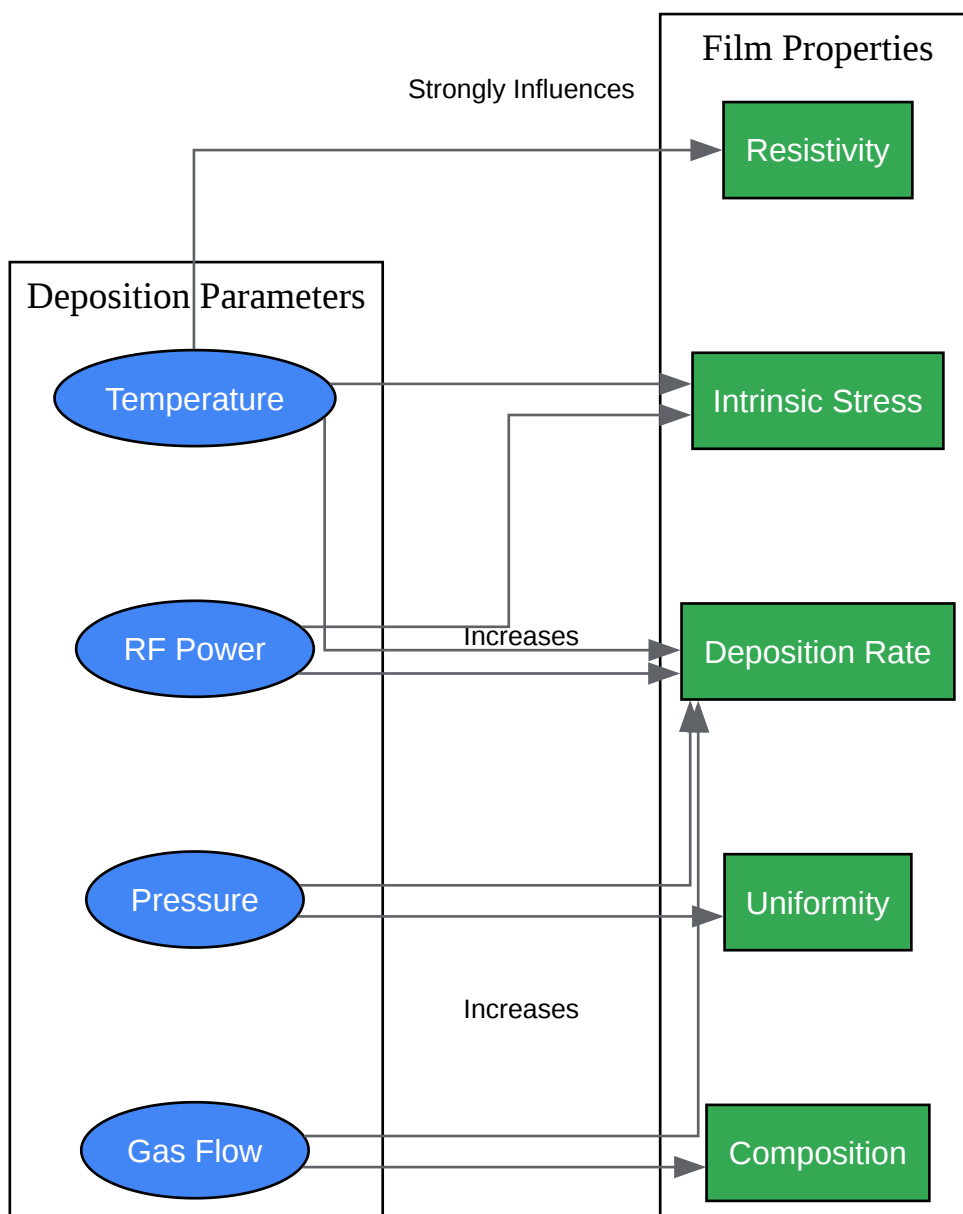 Film Properties
Strongly Influences
Resistivity
Deposition Parameters
Temperature
Intrinsic Stress
RF Power
Increases
Deposition Rate
Pressure
Uniformity
Increases
Gas Flow
Composition